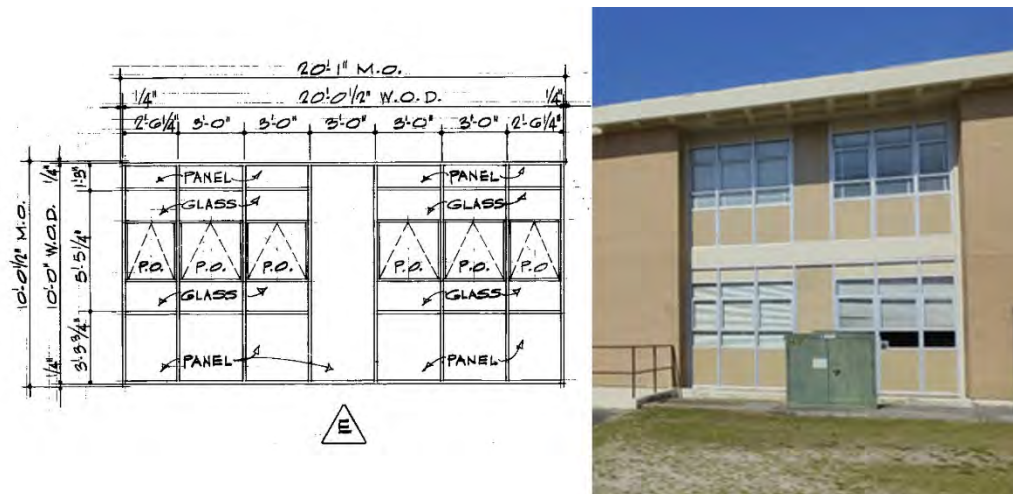 20'-1" M.O.
1/4" 20'-0 1/2" W.O.D. 1/4"
2'-6 1/4" 3'-0" 3'-0" 3'-0" 3'-0" 3'-0" 2'-6 1/4"
10'-0 1/2" M.O.
1/4" 10'-0" W.O.D. 1/4"
1'-3" 5'-5 1/4" 3'-3 3/4"
PANEL PANEL
GLASS GLASS
P.O. P.O. P.O. P.O. P.O. P.O
GLASS GLASS
PANEL PANEL
E